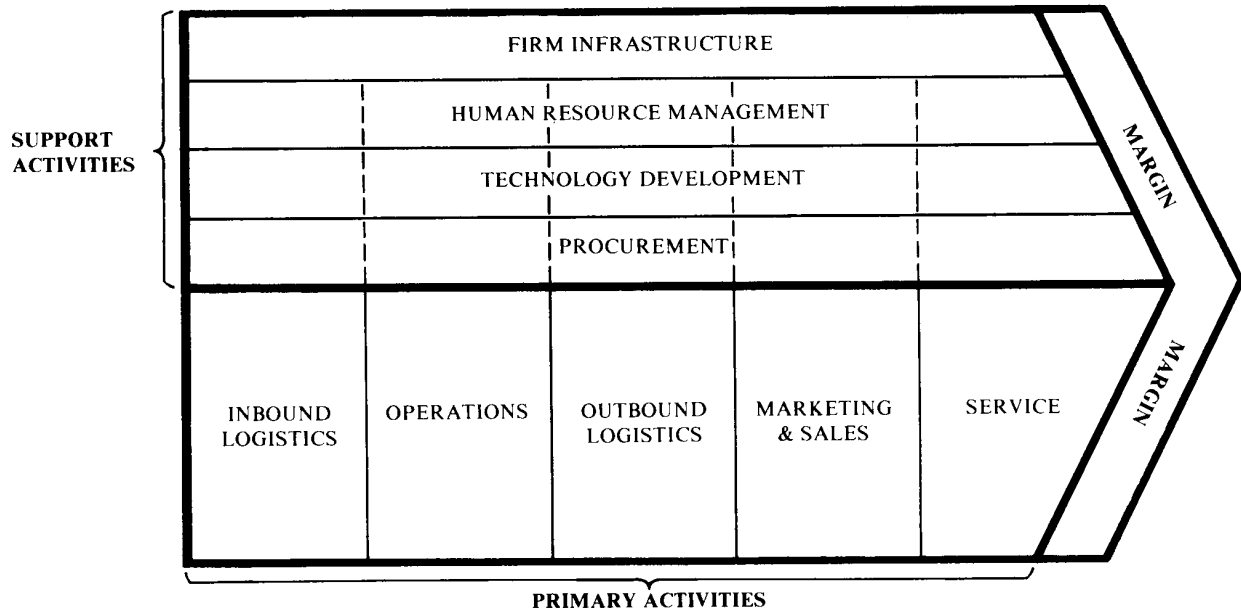 FIRM INFRASTRUCTURE
HUMAN RESOURCE MANAGEMENT
SUPPORT
ACTIVITIES
TECHNOLOGY DEVELOPMENT
PROCUREMENT
MARGIN
INBOUND
LOGISTICS
OPERATIONS
OUTBOUND
LOGISTICS
MARKETING
& SALES
SERVICE
MARGIN
PRIMARY ACTIVITIES